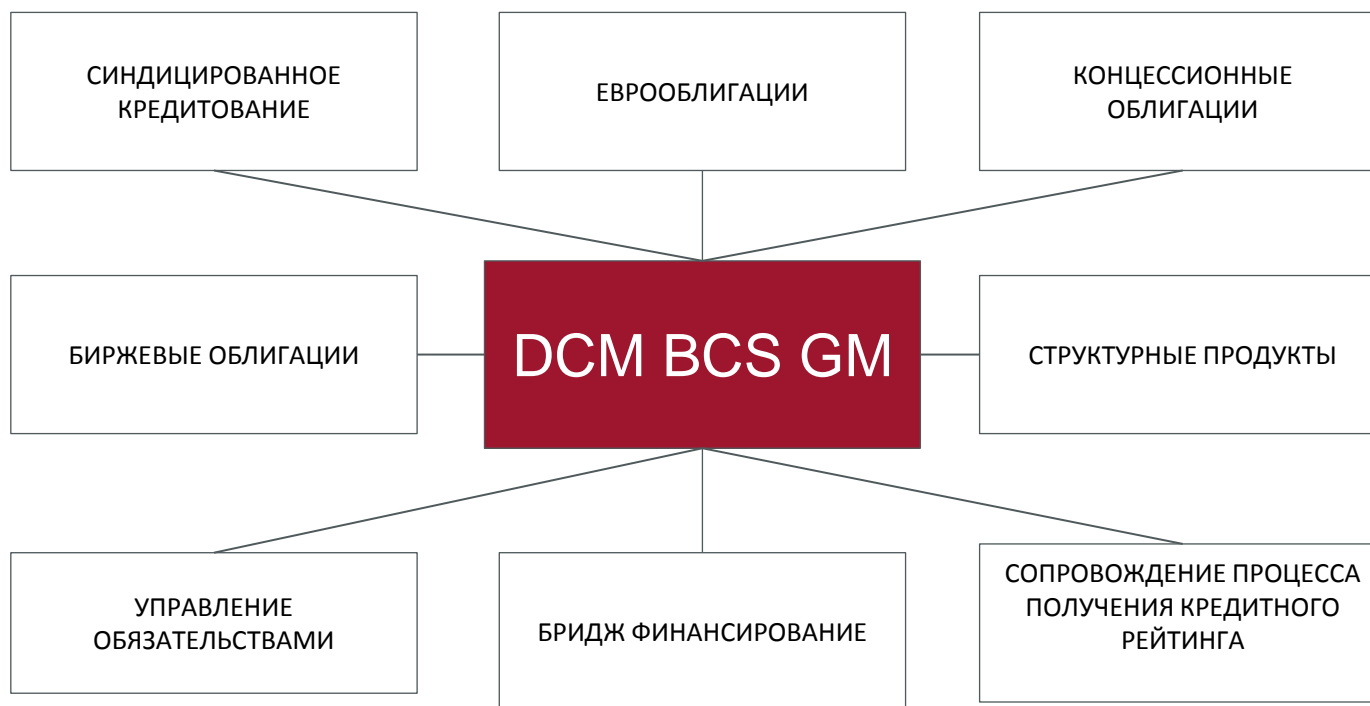 СИНДИЦИРОВАННОЕ
КРЕДИТОВАНИЕ
ЕВРООБЛИГАЦИИ
КОНЦЕССИОННЫЕ
ОБЛИГАЦИИ
БИРЖЕВЫЕ ОБЛИГАЦИИ
DCM BCS GM
СТРУКТУРНЫЕ ПРОДУКТЫ
УПРАВЛЕНИЕ
ОБЯЗАТЕЛЬСТВАМИ
БРИДЖ ФИНАНСИРОВАНИЕ
СОПРОВОЖДЕНИЕ ПРОЦЕССА
ПОЛУЧЕНИЯ КРЕДИТНОГО
РЕЙТИНГА